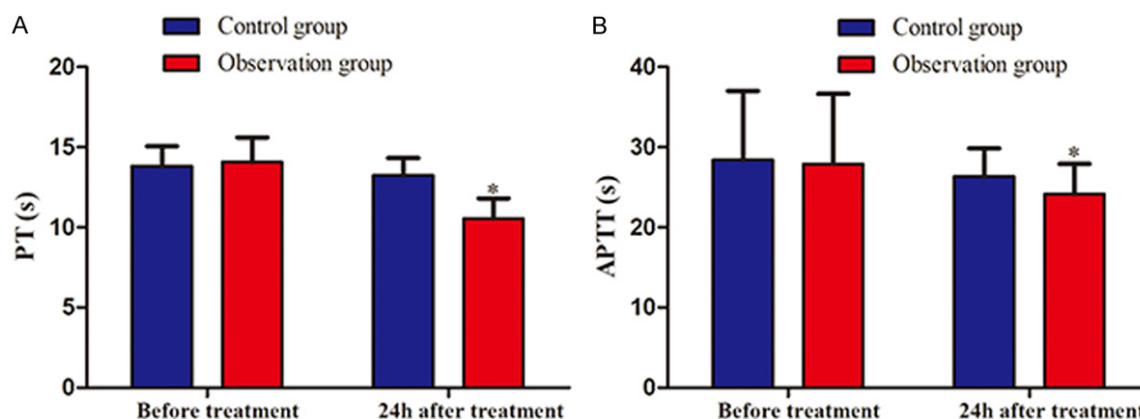 A
Control group
Observation group
PT (s)
20
15
10
5
0
Before treatment
24h after treatment
*
B
Control group
Observation group
APTT (s)
40
30
20
10
0
Before treatment
24h after treatment
*